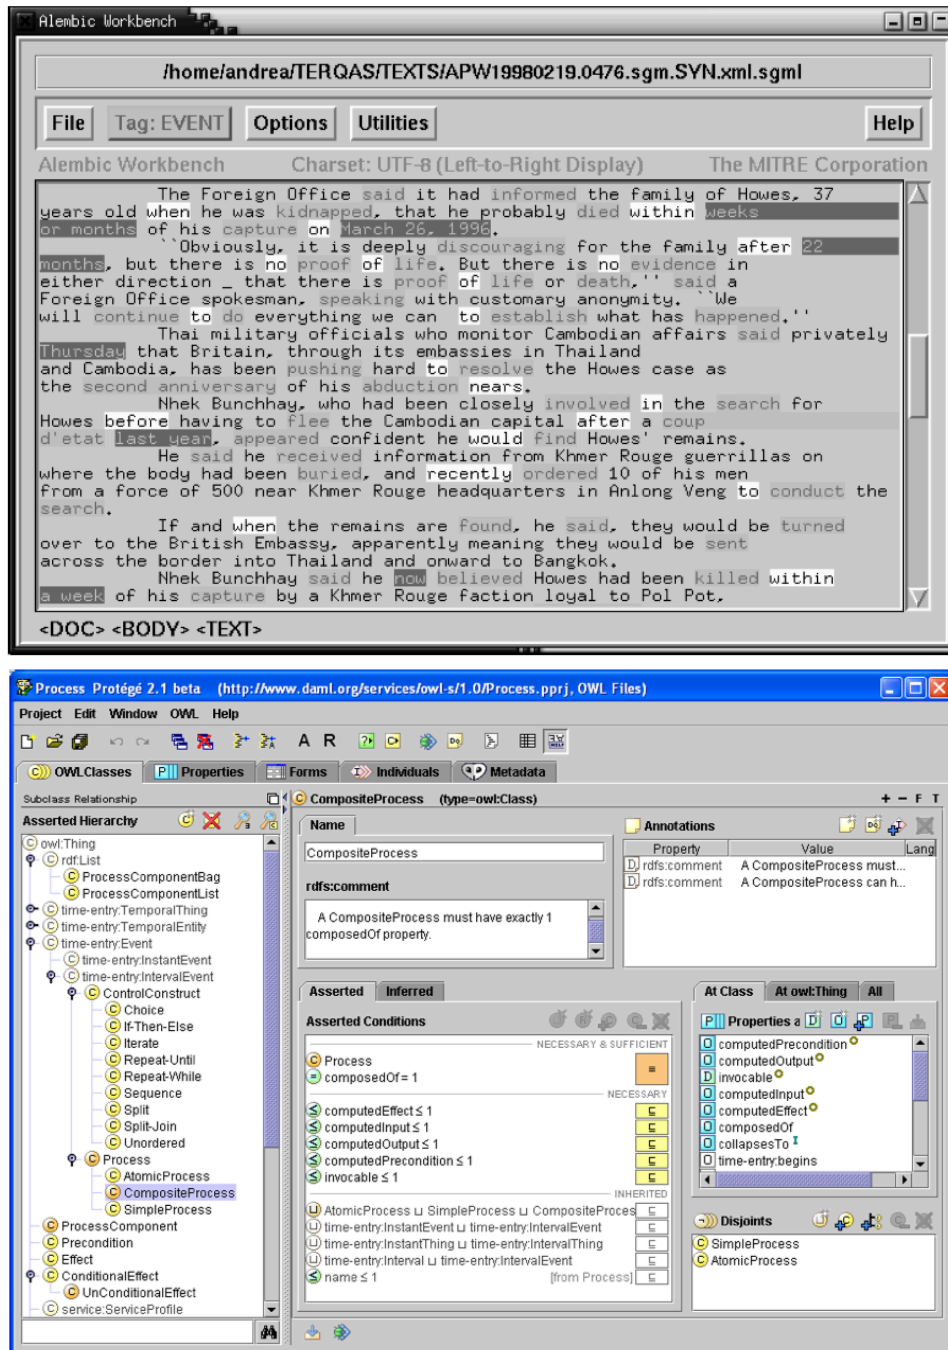 Alembic Workbench
/home/andrea/TERQAS/TEXTS/APW19980219.0476.sgm.SYN.xml.sgml
File Tag: EVENT Options Utilities Help
Alembic Workbench Charset: UTF-8 (Left-to-Right Display) The MITRE Corporation
The Foreign Office said it had informed the family of Howes, 37
years old when he was kidnapped, that he probably died within weeks
or months of his capture on March 26, 1996.
``Obviously, it is deeply discouraging for the family after 22
months, but there is no proof of life. But there is no evidence in
either direction _ that there is proof of life or death,'' said a
Foreign Office spokesman, speaking with customary anonymity. ``We
will continue to do everything we can to establish what has happened.''
Thai military officials who monitor Cambodian affairs said privately
Thursday that Britain, through its embassies in Thailand
and Cambodia, has been pushing hard to resolve the Howes case as
the second anniversary of his abduction nears.
Nhek Bunchhay, who had been closely involved in the search for
Howes before having to flee the Cambodian capital after a coup
d'etat last year, appeared confident he would find Howes' remains.
He said he received information from Khmer Rouge guerrillas on
where the body had been buried, and recently ordered 10 of his men
from a force of 500 near Khmer Rouge headquarters in Anlong Veng to conduct the
search.
If and when the remains are found, he said, they would be turned
over to the British Embassy, apparently meaning they would be sent
across the border into Thailand and onward to Bangkok.
Nhek Bunchhay said he now believed Howes had been killed within
a week of his capture by a Khmer Rouge faction loyal to Pol Pot,
<DOC> <BODY> <TEXT>
Process Protégé 2.1 beta (http://www.daml.org/services/owl-s/1.0/Process.pprj, OWL Files)
Project Edit Window OWL Help
OWLClasses Properties Forms Individuals Metadata
Subclass Relationship
Asserted Hierarchy
owl:Thing
rdf:List
ProcessComponentBag
ProcessComponentList
time-entry:TemporalThing
time-entry:TemporalEntity
time-entry:Event
time-entry:InstantEvent
time-entry:IntervalEvent
ControlConstruct
Choice
If-Then-Else
Iterate
Repeat-Until
Repeat-While
Sequence
Split
Split-Join
Unordered
Process
AtomicProcess
CompositeProcess
SimpleProcess
ProcessComponent
Precondition
Effect
ConditionalEffect
UnConditionalEffect
service:ServiceProfile
CompositeProcess (type=owl:Class)
+ − F T
Name
CompositeProcess
rdfs:comment
A CompositeProcess must have exactly 1
composedOf property.
Annotations
Property Value Lang
rdfs:comment A CompositeProcess must...
rdfs:comment A CompositeProcess can h...
Asserted Inferred
Asserted Conditions
NECESSARY & SUFFICIENT
Process
composedOf = 1
NECESSARY
computedEffect ≤ 1
computedInput ≤ 1
computedOutput ≤ 1
computedPrecondition ≤ 1
invocable ≤ 1
INHERITED
AtomicProcess ⊔ SimpleProcess ⊔ CompositeProces
time-entry:InstantEvent ⊔ time-entry:IntervalEvent
time-entry:InstantThing ⊔ time-entry:IntervalThing
time-entry:Interval ⊔ time-entry:IntervalEvent
name ≤ 1 [from Process]
At Class At owl:Thing All
Properties a
computedPrecondition
computedOutput
invocable
computedInput
computedEffect
composedOf
collapsesTo
time-entry:begins
Disjoints
SimpleProcess
AtomicProcess